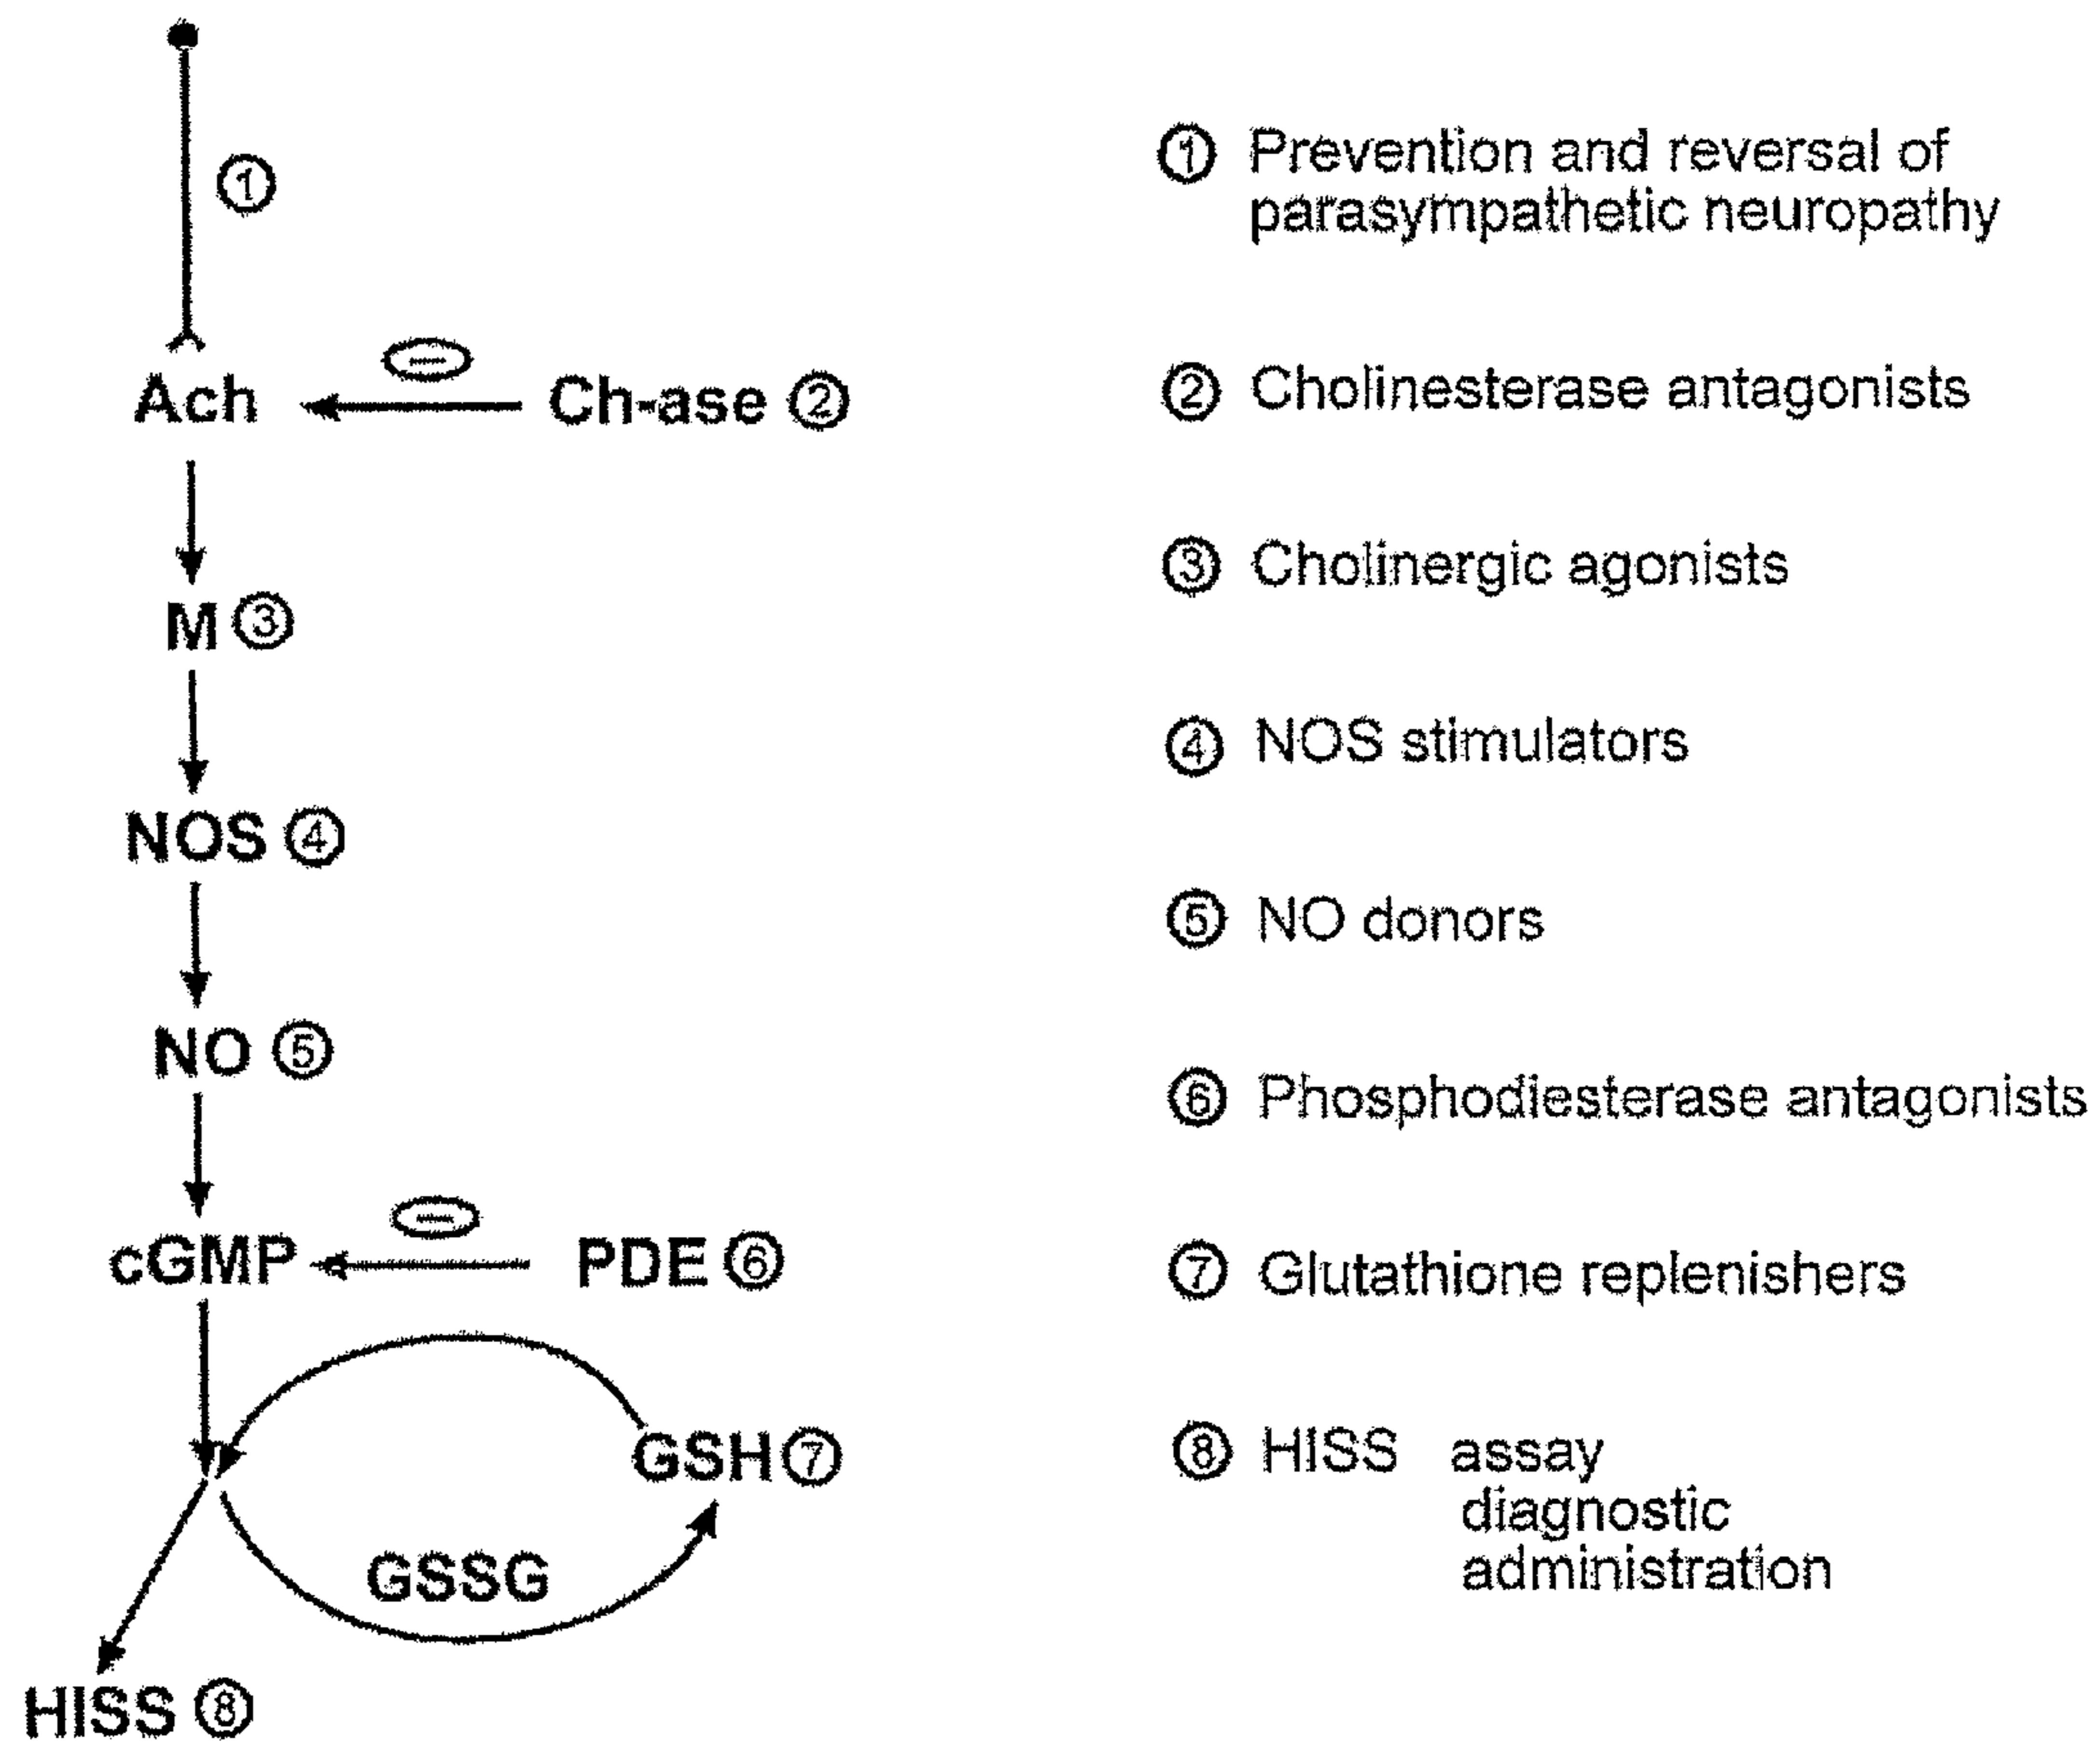 ①
Ach ⊖ Ch-ase ②
M ③
NOS ④
NO ⑤
cGMP ⊖ PDE ⑥
GSH ⑦
GSSG
HISS ⑧
① Prevention and reversal of
parasympathetic neuropathy
② Cholinesterase antagonists
③ Cholinergic agonists
④ NOS stimulators
⑤ NO donors
⑥ Phosphodiesterase antagonists
⑦ Glutathione replenishers
⑧ HISS assay
diagnostic
administration